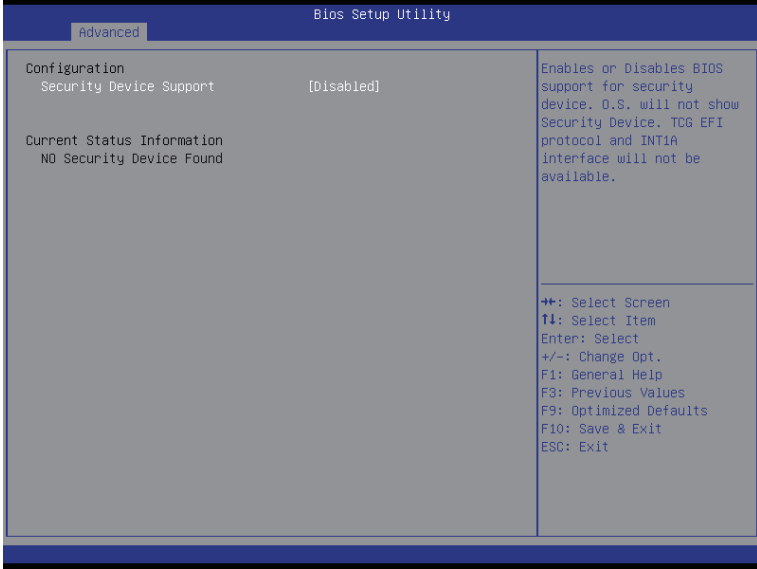 Bios Setup Utility
Advanced
Configuration
Security Device Support [Disabled]
Current Status Information
NO Security Device Found
Enables or Disables BIOS
support for security
device. O.S. will not show
Security Device. TCG EFI
protocol and INT1A
interface will not be
available.
→←: Select Screen
↑↓: Select Item
Enter: Select
+/-: Change Opt.
F1: General Help
F3: Previous Values
F9: Optimized Defaults
F10: Save & Exit
ESC: Exit